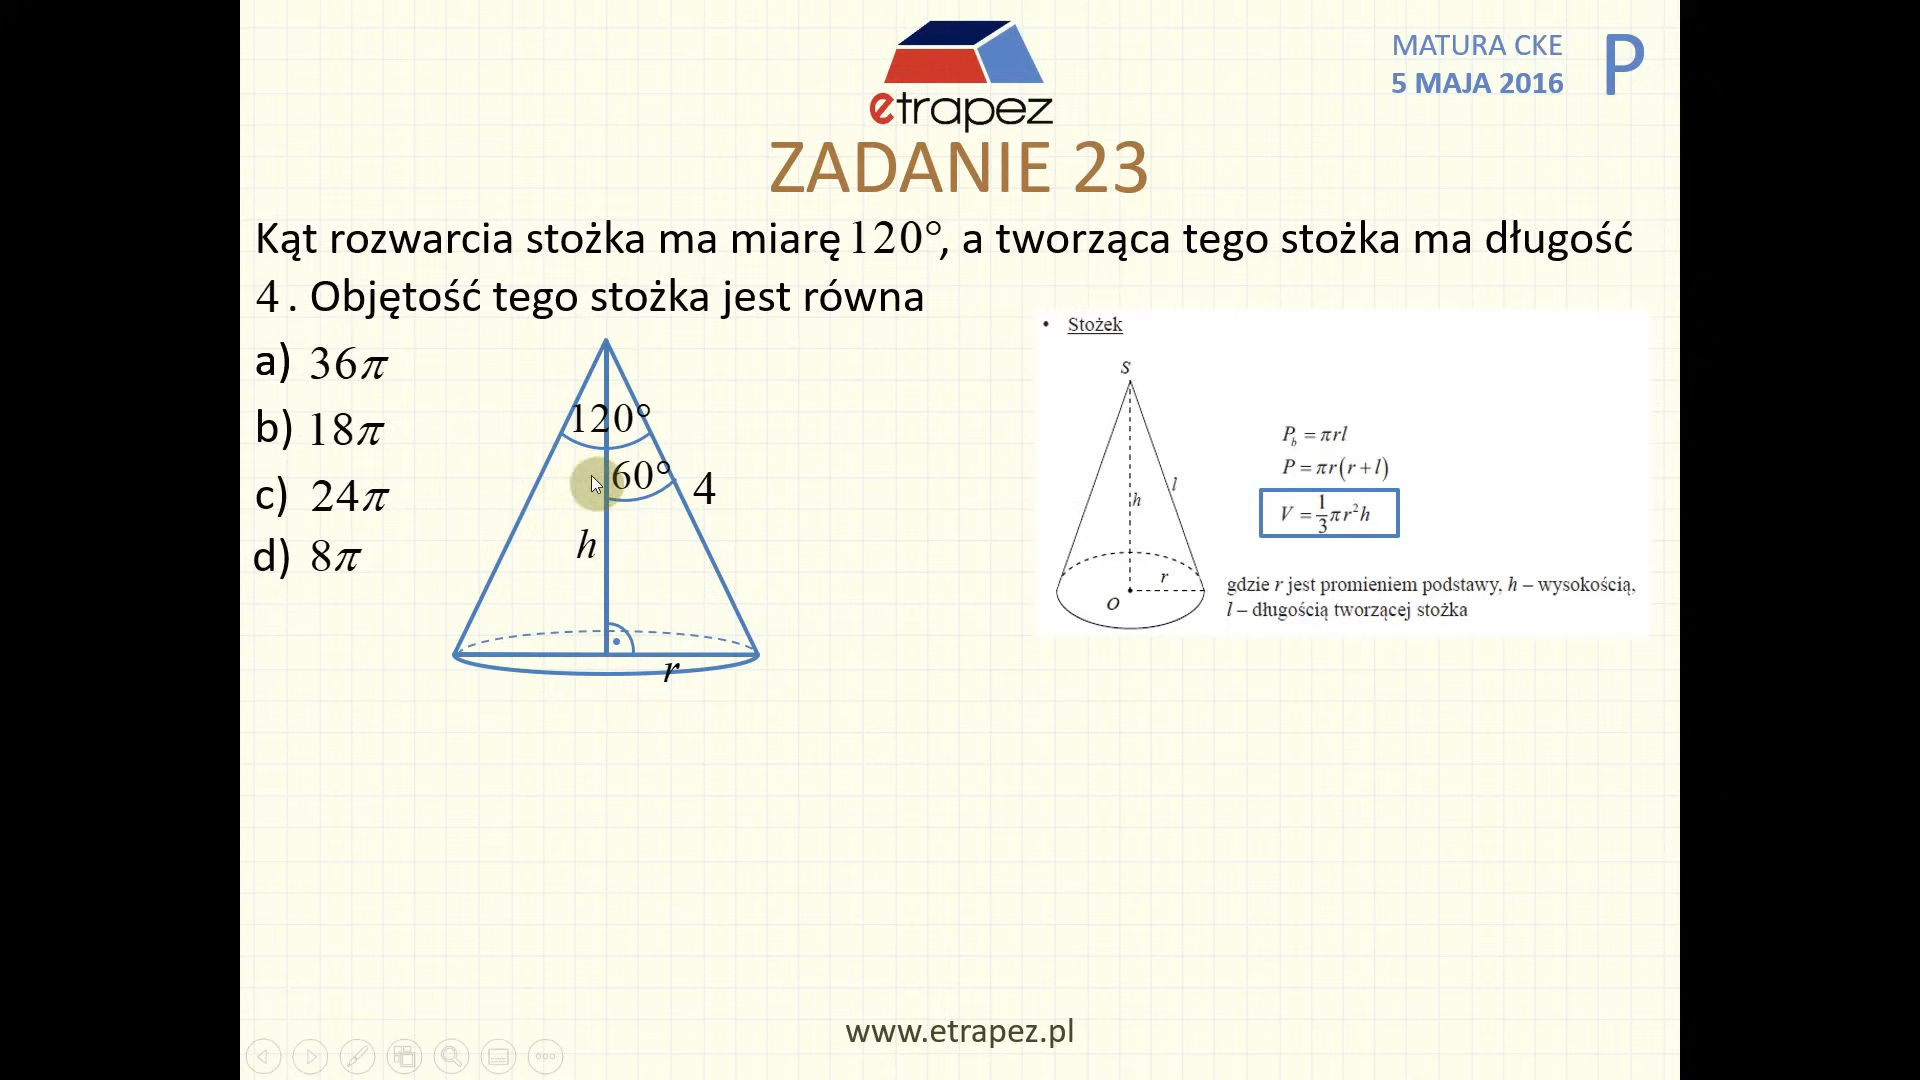 etrapez
MATURA CKE
5 MAJA 2016
P
ZADANIE 23
Kąt rozwarcia stożka ma miarę 120°, a tworząca tego stożka ma długość
4 . Objętość tego stożka jest równa
a) 36π
b) 18π
c) 24π
d) 8π
120°
60°
4
h
r
• Stożek
S
h
l
r
O
P_b = πrl
P = πr(r + l)
V = 1/3 πr²h
gdzie r jest promieniem podstawy, h – wysokością,
l – długością tworzącej stożka
www.etrapez.pl